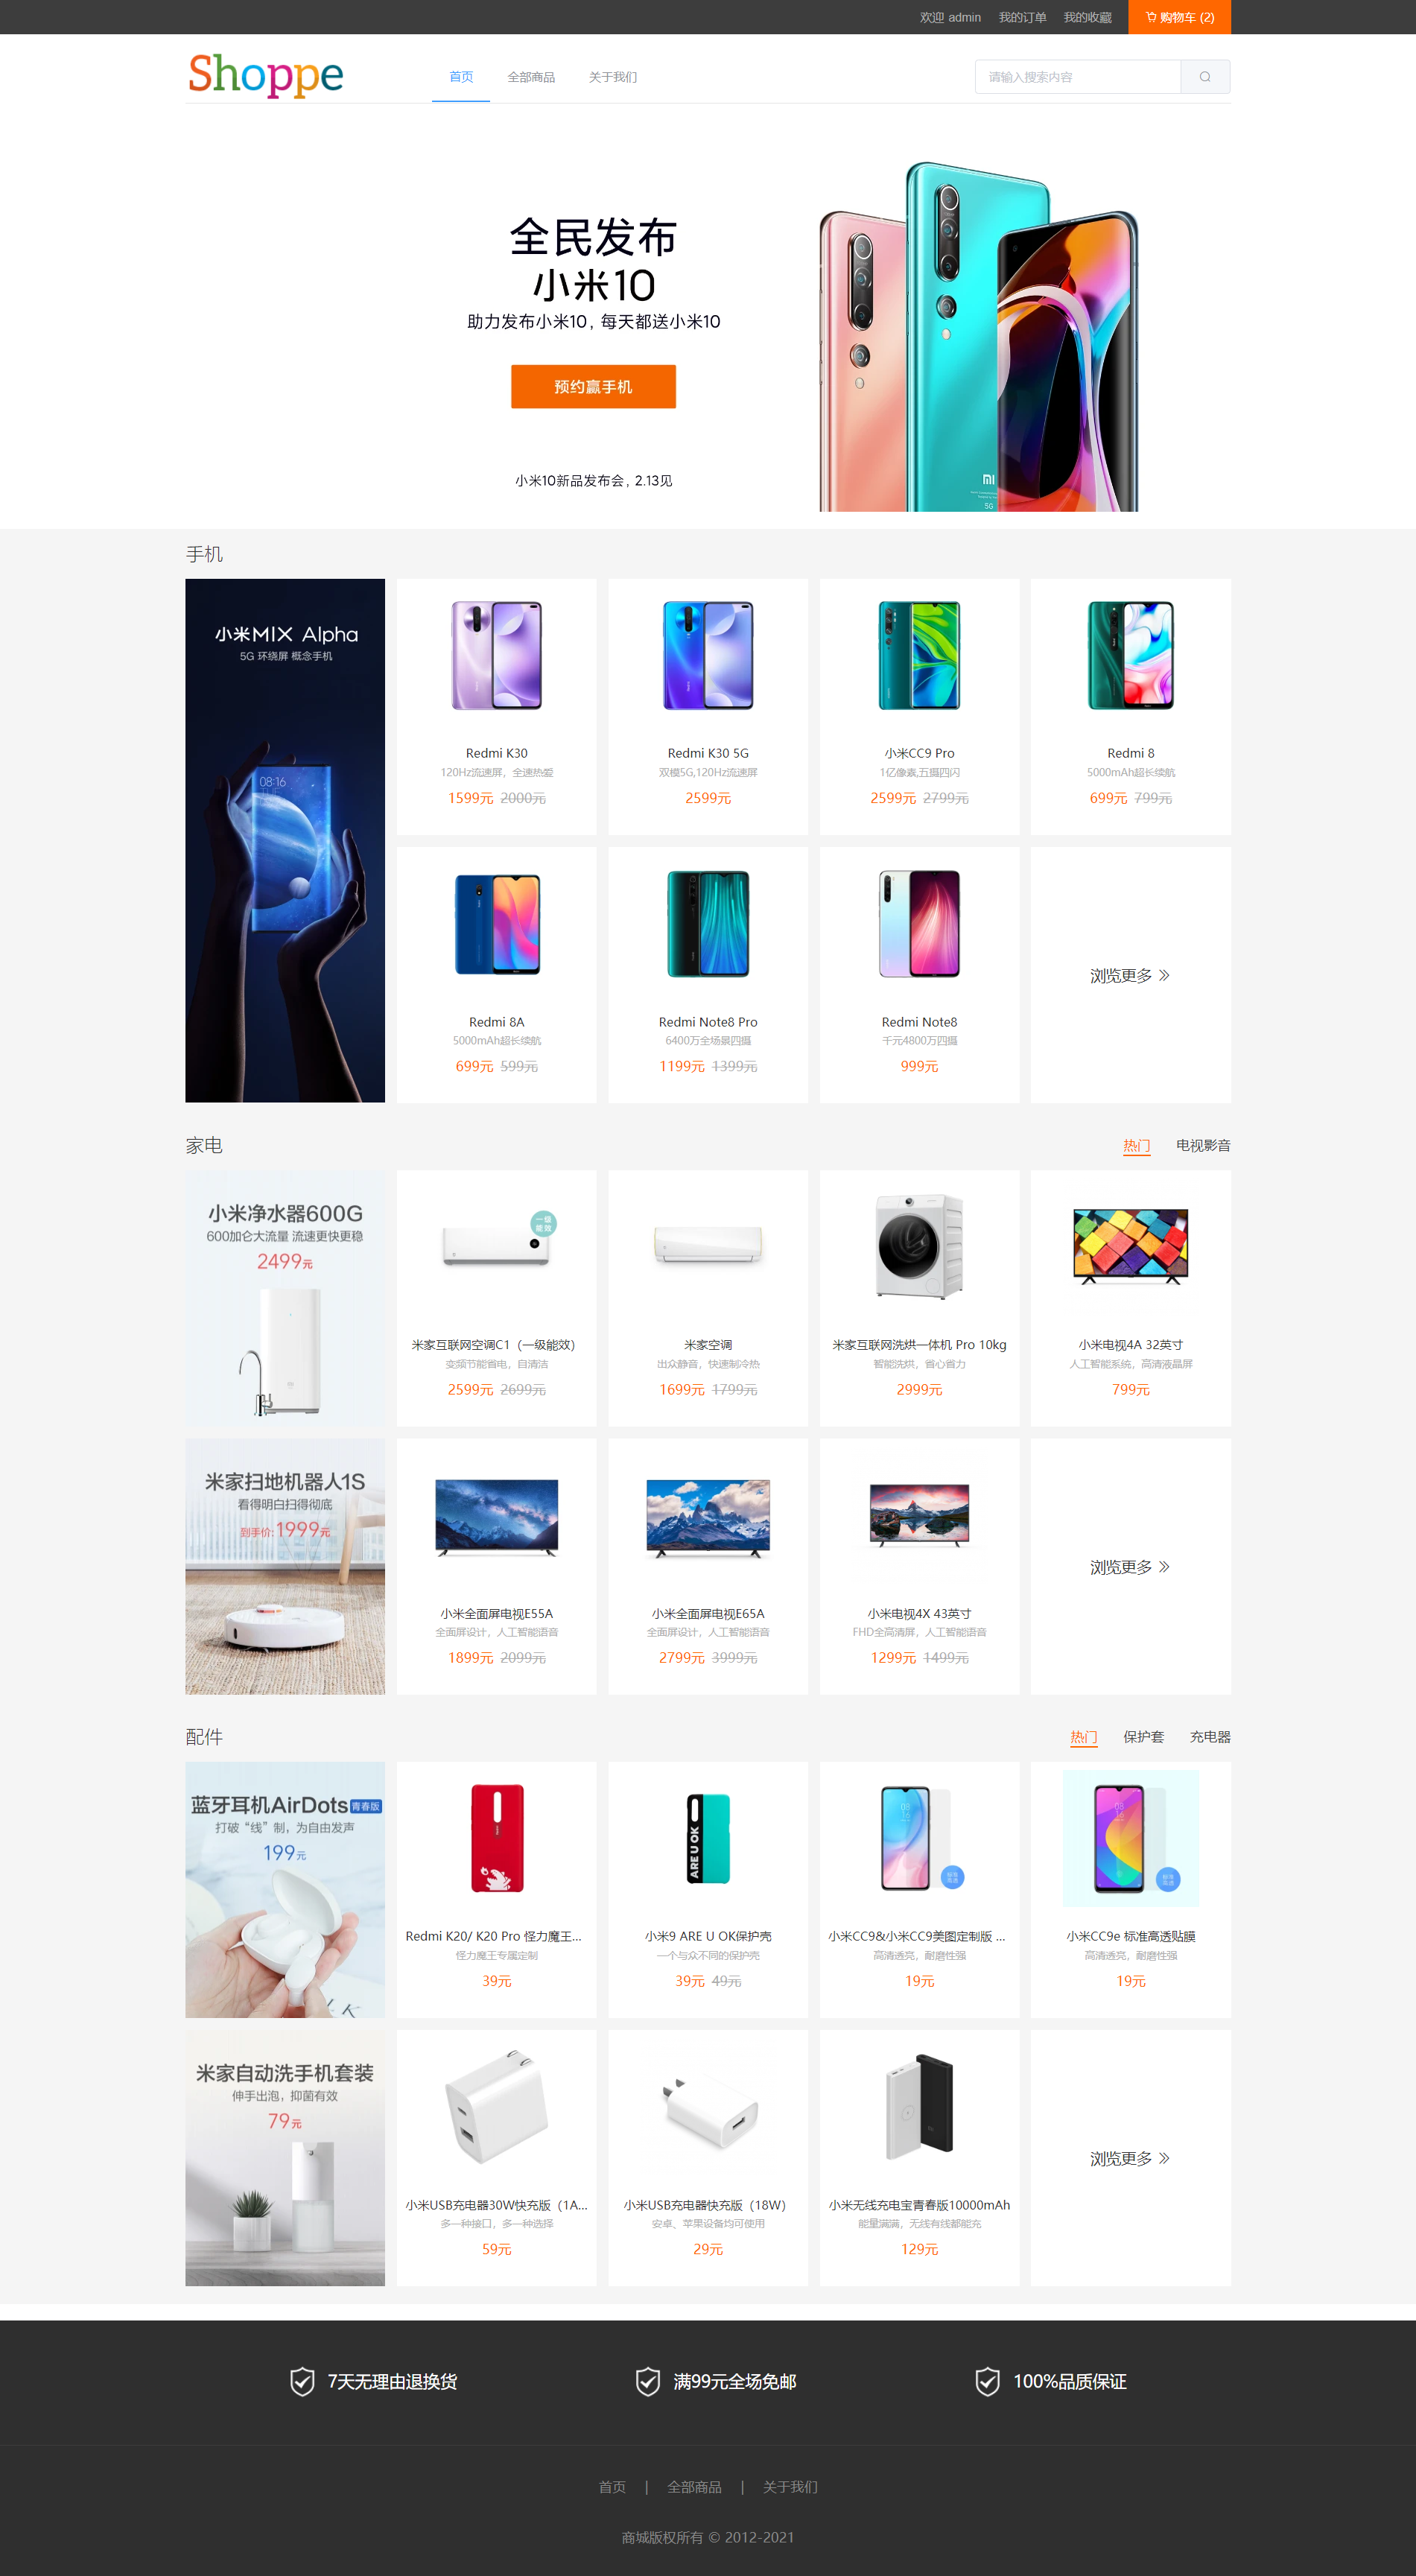 欢迎 admin 我的订单 我的收藏 购物车 (2)
Shoppe
首页 全部商品 关于我们
请输入搜索内容
全民发布
小米10
助力发布小米10，每天都送小米10
预约赢手机
小米10新品发布会，2.13见
MI
5G
手机
小米MIX Alpha
5G 环绕屏 概念手机
08:16
Redmi K30
120Hz流速屏，全速热爱
1599元 2000元
Redmi K30 5G
双模5G,120Hz流速屏
2599元
小米CC9 Pro
1亿像素,五摄四闪
2599元 2799元
Redmi 8
5000mAh超长续航
699元 799元
Redmi 8A
5000mAh超长续航
699元 599元
Redmi Note8 Pro
6400万全场景四摄
1199元 1399元
Redmi Note8
千元4800万四摄
999元
浏览更多
家电
热门 电视影音
小米净水器600G
600加仑大流量 流速更快更稳
2499元
一级
能效
米家互联网空调C1（一级能效）
变频节能省电，自清洁
2599元 2699元
米家空调
出众静音，快速制冷热
1699元 1799元
米家互联网洗烘一体机 Pro 10kg
智能洗烘，省心省力
2999元
小米电视4A 32英寸
人工智能系统，高清液晶屏
799元
米家扫地机器人1S
看得明白扫得彻底
到手价:1999元
小米全面屏电视E55A
全面屏设计，人工智能语音
1899元 2099元
小米全面屏电视E65A
全面屏设计，人工智能语音
2799元 3999元
小米电视4X 43英寸
FHD全高清屏，人工智能语音
1299元 1499元
浏览更多
配件
热门 保护套 充电器
蓝牙耳机AirDots青春版
打破“线”制，为自由发声
199元
Redmi K20/ K20 Pro 怪力魔王...
怪力魔王专属定制
39元
ARE U OK
小米9 ARE U OK保护壳
一个与众不同的保护壳
39元 49元
小米CC9&小米CC9美图定制版 ...
高清透亮，耐磨性强
19元
小米CC9e 标准高透贴膜
高清透亮，耐磨性强
19元
米家自动洗手机套装
伸手出泡，抑菌有效
79元
小米USB充电器30W快充版（1A...
多一种接口，多一种选择
59元
小米USB充电器快充版（18W）
安卓、苹果设备均可使用
29元
小米无线充电宝青春版10000mAh
能量满满，无线有线都能充
129元
浏览更多
7天无理由退换货 满99元全场免邮 100%品质保证
首页 | 全部商品 | 关于我们
商城版权所有 © 2012-2021